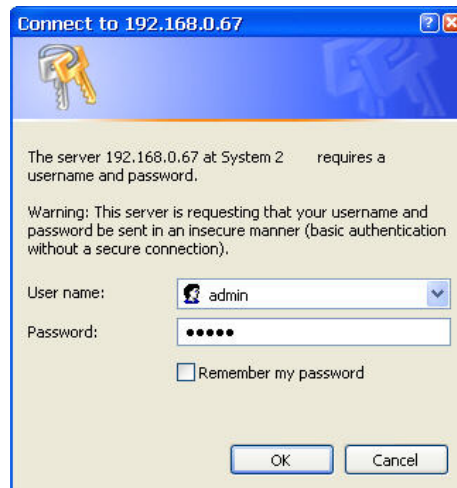 Connect to 192.168.0.67
The server 192.168.0.67 at System 2 requires a
username and password.
Warning: This server is requesting that your username and
password be sent in an insecure manner (basic authentication
without a secure connection).
User name:
admin
Password:
•••••
Remember my password
OK
Cancel